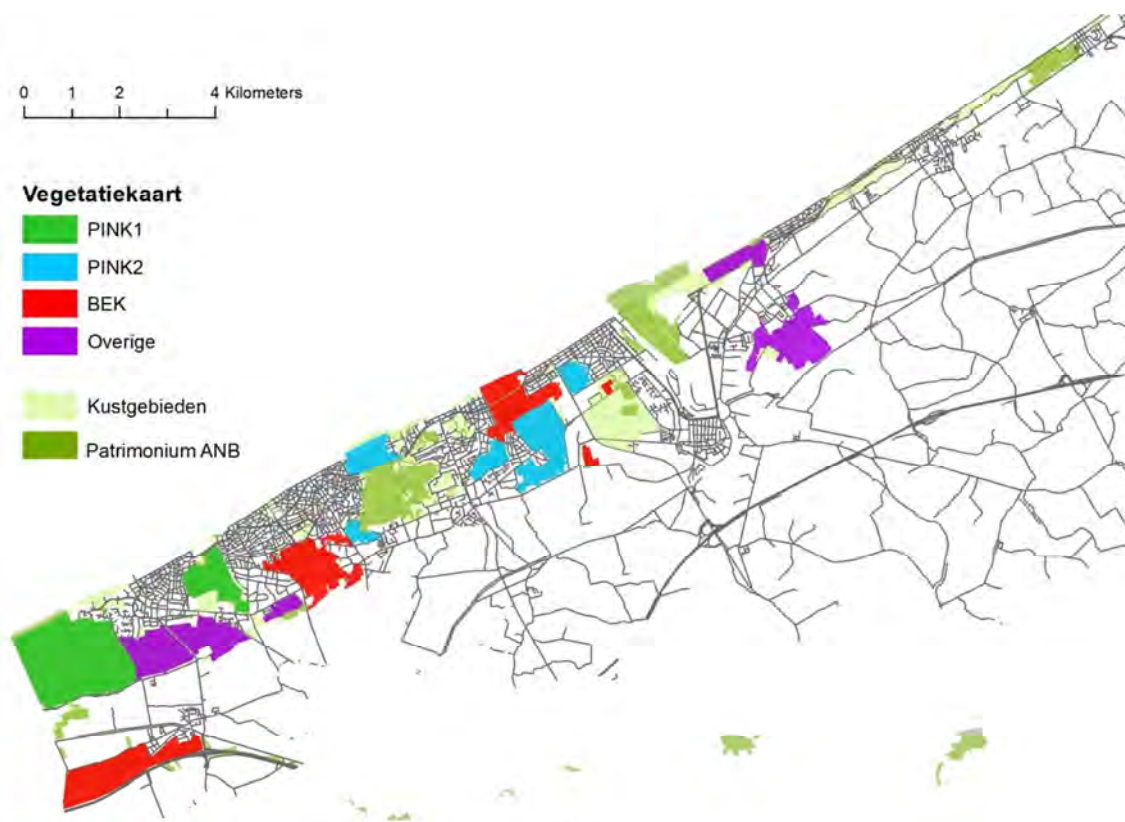 0 1 2 4 Kilometers
Vegetatiekaart
PINK1
PINK2
BEK
Overige
Kustgebieden
Patrimonium ANB